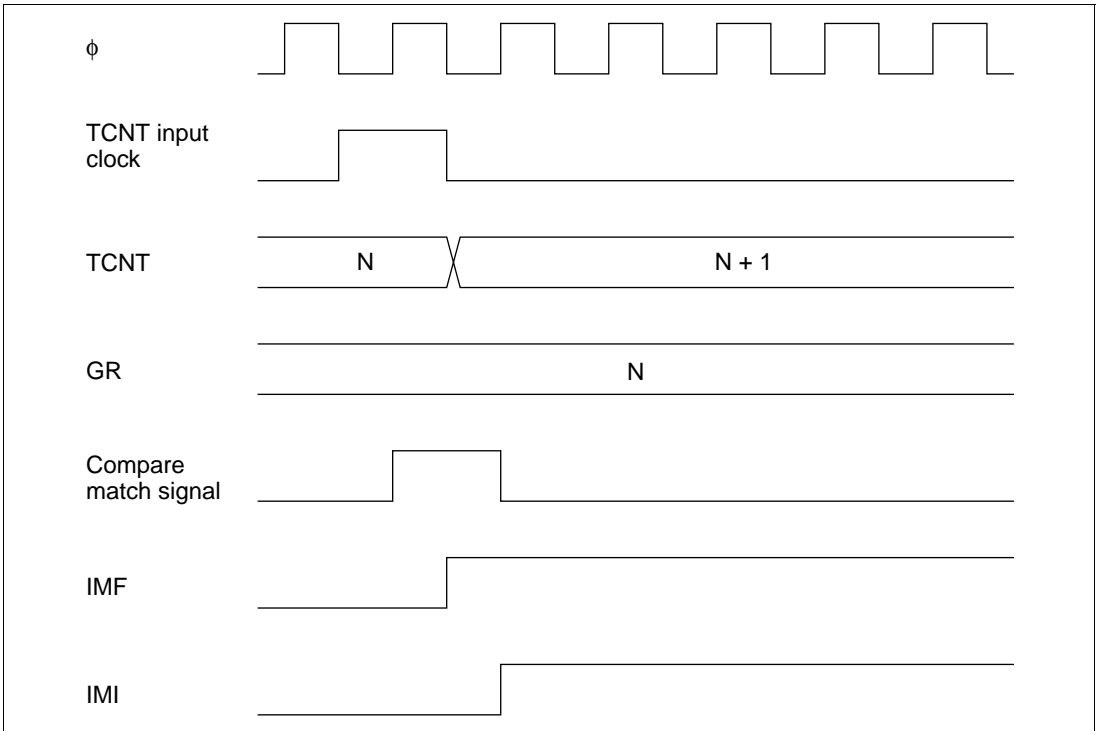 ϕ
TCNT input
clock
TCNT
N
N + 1
GR
N
Compare
match signal
IMF
IMI